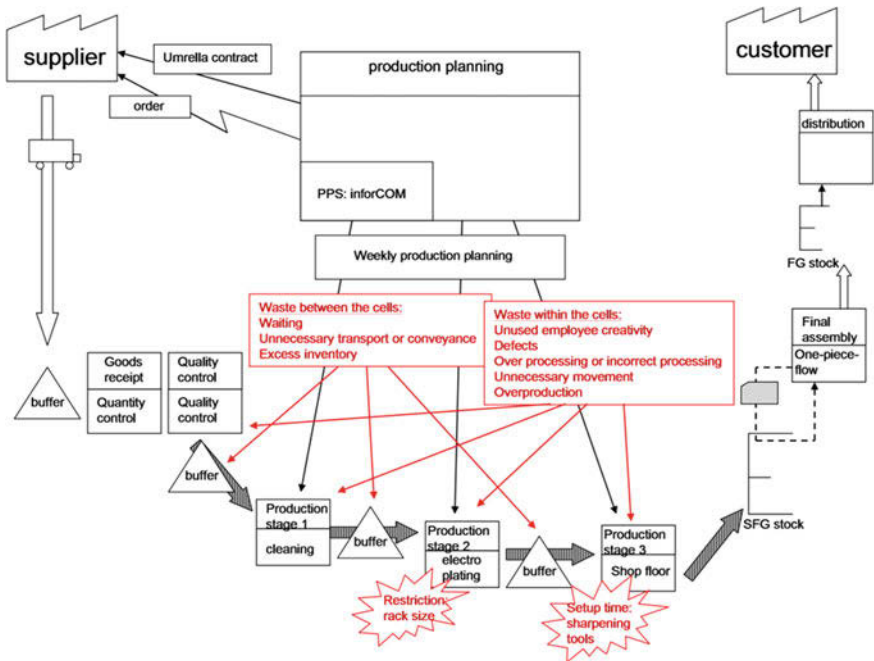 supplier
Umrella contract
order
production planning
PPS: inforCOM
Weekly production planning
customer
distribution
FG stock
Final
assembly
One-piece-
flow
SFG stock
Waste between the cells:
Waiting
Unnecessary transport or conveyance
Excess inventory
Waste within the cells:
Unused employee creativity
Defects
Over processing or incorrect processing
Unnecessary movement
Overproduction
buffer
Goods
receipt
Quantity
control
Quality
control
Quality
control
buffer
Production
stage 1
cleaning
buffer
Production
stage 2
electro
plating
Restriction:
rack size
buffer
Production
stage 3
Shop floor
Setup time:
sharpening
tools